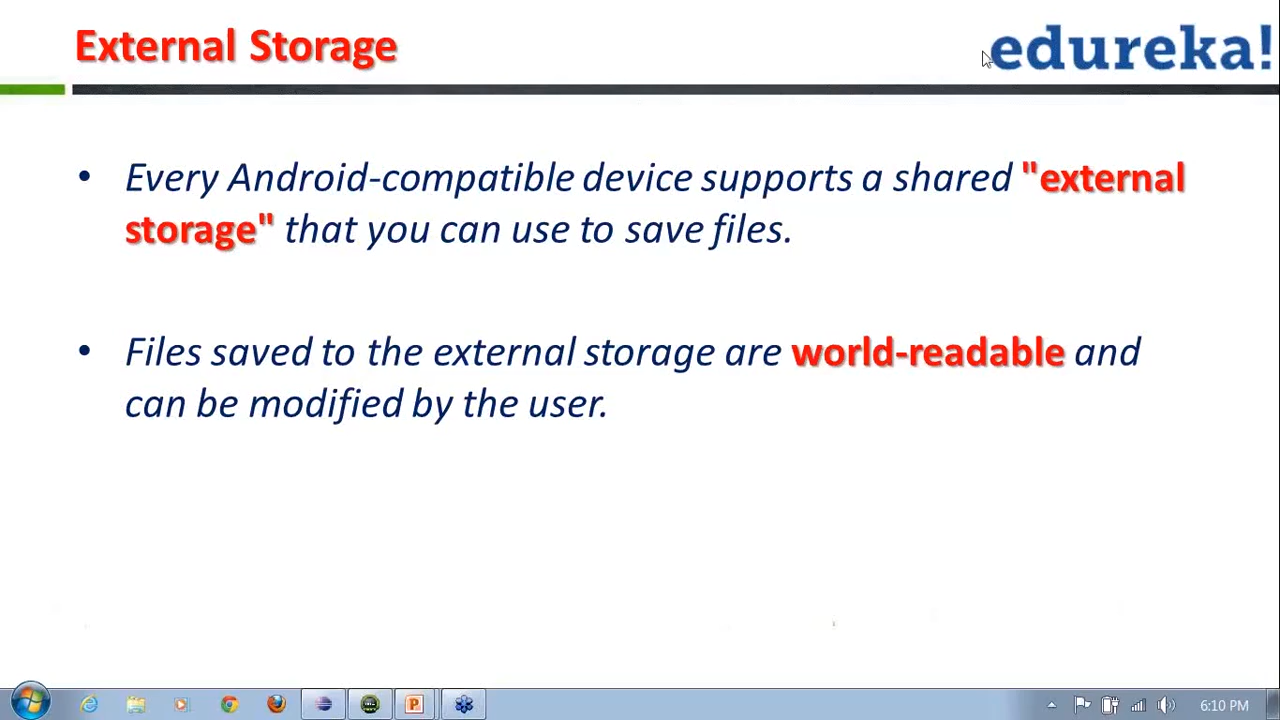 External Storage
edureka!
• Every Android-compatible device supports a shared "external
storage" that you can use to save files.
• Files saved to the external storage are world-readable and
can be modified by the user.
6:10 PM